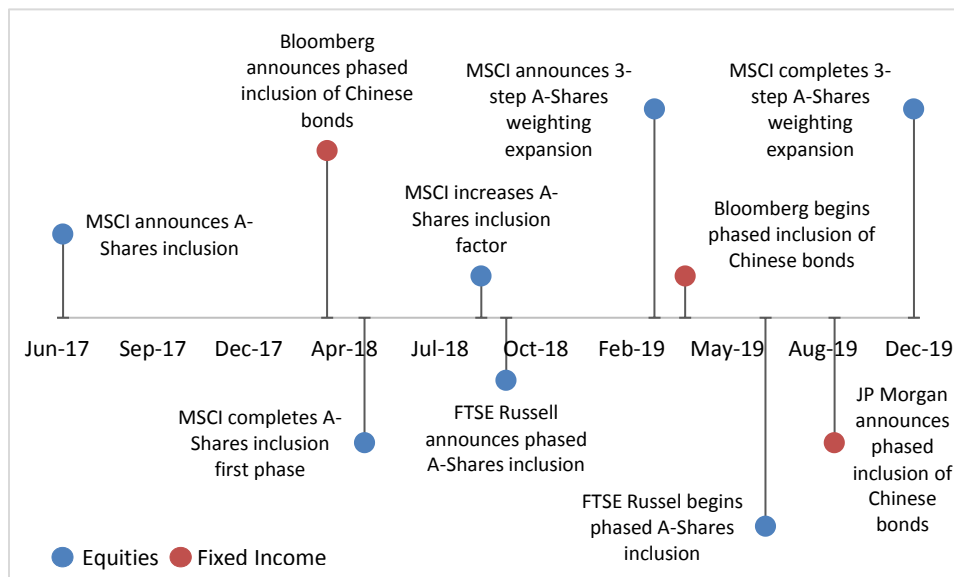 Bloomberg
announces phased
inclusion of Chinese
bonds
MSCI announces 3-
step A-Shares
weighting
expansion
MSCI completes 3-
step A-Shares
weighting
expansion
MSCI announces A-
Shares inclusion
MSCI increases A-
Shares inclusion
factor
Bloomberg begins
phased inclusion of
Chinese bonds
Jun-17
Sep-17
Dec-17
Apr-18
Jul-18
Oct-18
Feb-19
May-19
Aug-19
Dec-19
MSCI completes A-
Shares inclusion
first phase
FTSE Russell
announces phased
A-Shares inclusion
FTSE Russel begins
phased A-Shares
inclusion
JP Morgan
announces
phased
inclusion of
Chinese
bonds
Equities
Fixed Income